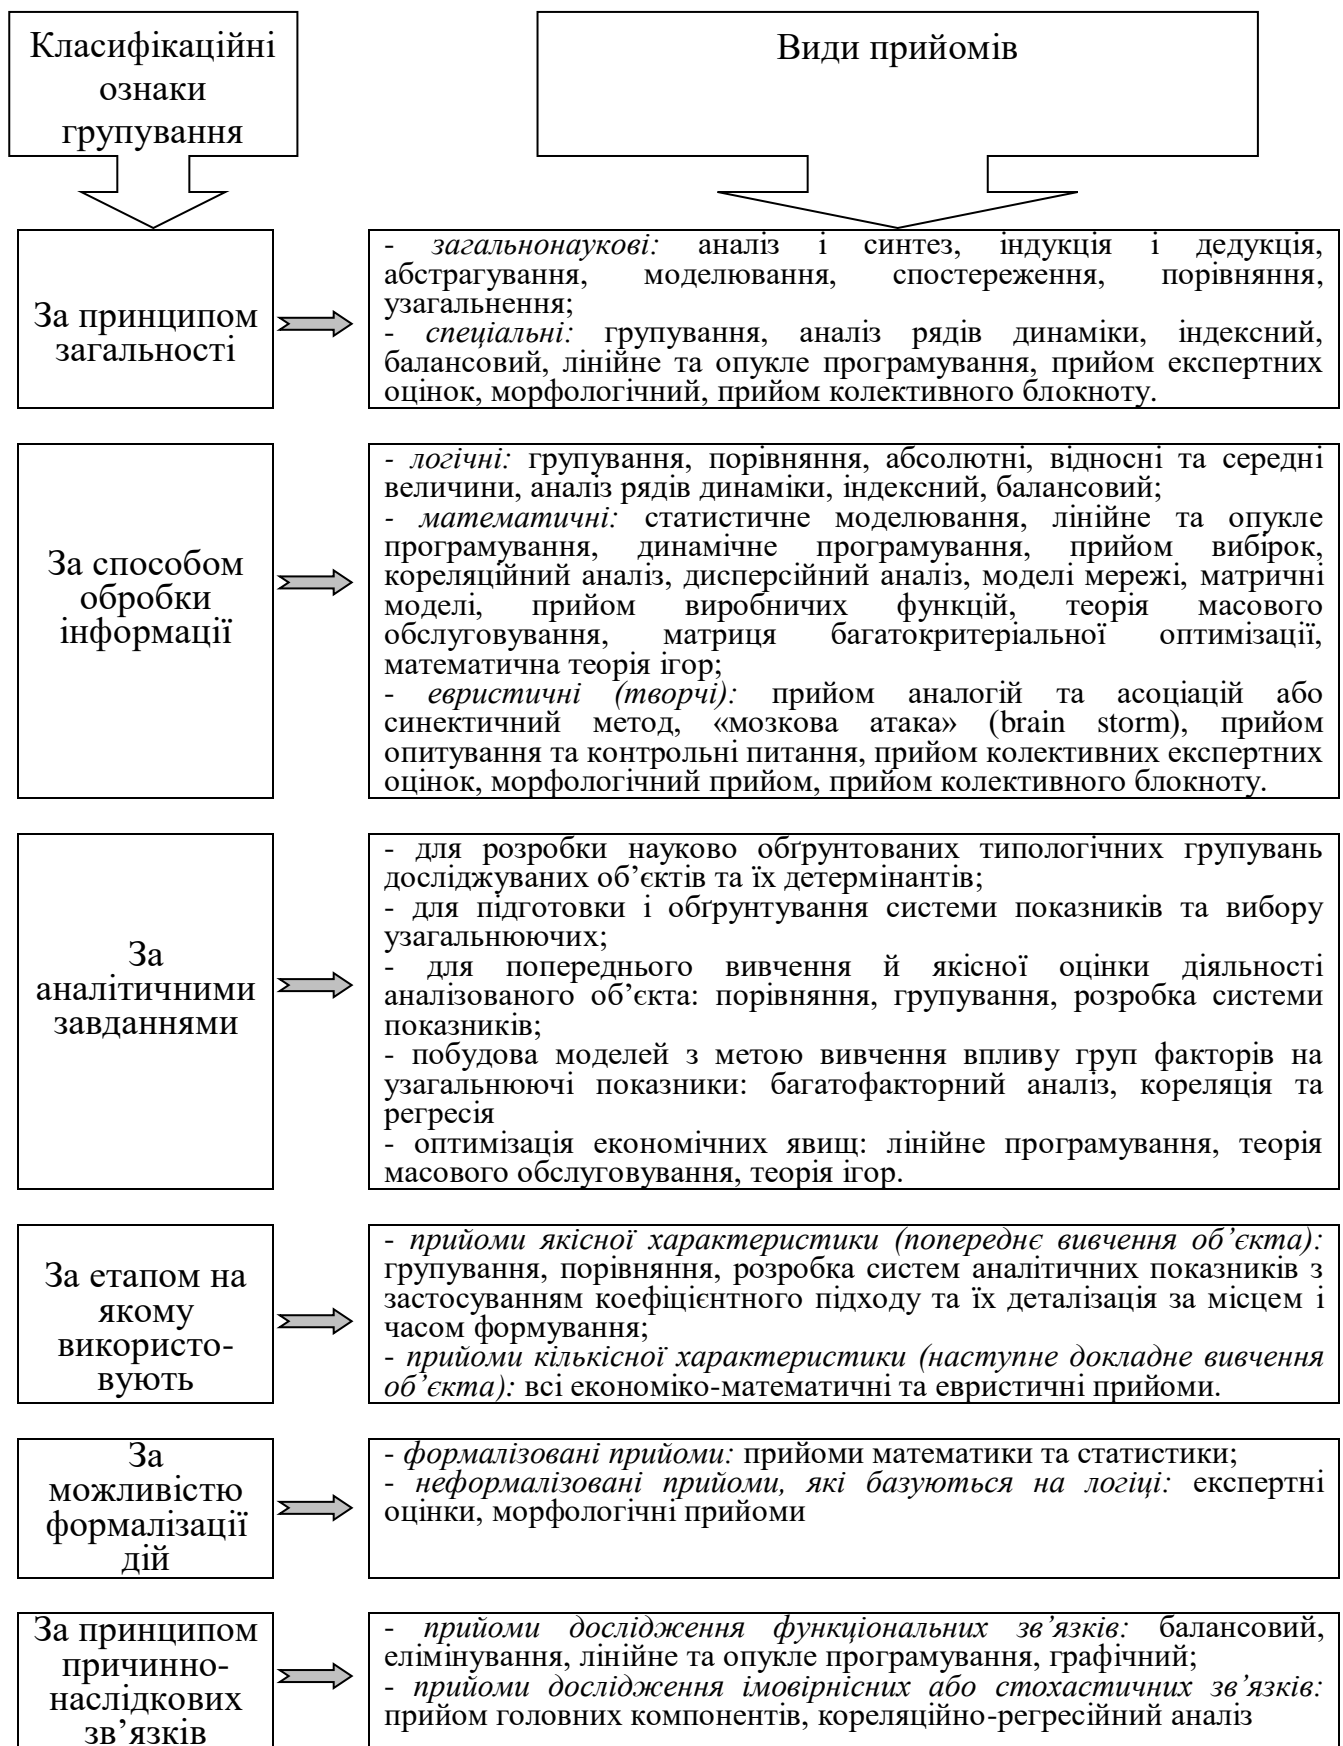 Класифікаційні
ознаки
групування
Види прийомів
За принципом
загальності
- загальнонаукові: аналіз і синтез, індукція і дедукція,
абстрагування, моделювання, спостереження, порівняння,
узагальнення;
- спеціальні: групування, аналіз рядів динаміки, індексний,
балансовий, лінійне та опукле програмування, прийом експертних
оцінок, морфологічний, прийом колективного блокноту.
За способом
обробки
інформації
- логічні: групування, порівняння, абсолютні, відносні та середні
величини, аналіз рядів динаміки, індексний, балансовий;
- математичні: статистичне моделювання, лінійне та опукле
програмування, динамічне програмування, прийом вибірок,
кореляційний аналіз, дисперсійний аналіз, моделі мережі, матричні
моделі, прийом виробничих функцій, теорія масового
обслуговування, матриця багатокритеріальної оптимізації,
математична теорія ігор;
- евристичні (творчі): прийом аналогій та асоціацій або
синектичний метод, «мозкова атака» (brain storm), прийом
опитування та контрольні питання, прийом колективних експертних
оцінок, морфологічний прийом, прийом колективного блокноту.
За
аналітичними
завданнями
- для розробки науково обґрунтованих типологічних групувань
досліджуваних об’єктів та їх детермінантів;
- для підготовки і обґрунтування системи показників та вибору
узагальнюючих;
- для попереднього вивчення й якісної оцінки діяльності
аналізованого об’єкта: порівняння, групування, розробка системи
показників;
- побудова моделей з метою вивчення впливу груп факторів на
узагальнюючі показники: багатофакторний аналіз, кореляція та
регресія
- оптимізація економічних явищ: лінійне програмування, теорія
масового обслуговування, теорія ігор.
За етапом на
якому
використо-
вують
- прийоми якісної характеристики (попереднє вивчення об’єкта):
групування, порівняння, розробка систем аналітичних показників з
застосуванням коефіцієнтного підходу та їх деталізація за місцем і
часом формування;
- прийоми кількісної характеристики (наступне докладне вивчення
об’єкта): всі економіко-математичні та евристичні прийоми.
За
можливістю
формалізації
дій
- формалізовані прийоми: прийоми математики та статистики;
- неформалізовані прийоми, які базуються на логіці: експертні
оцінки, морфологічні прийоми
За принципом
причинно-
наслідкових
зв’язків
- прийоми дослідження функціональних зв’язків: балансовий,
елімінування, лінійне та опукле програмування, графічний;
- прийоми дослідження імовірнісних або стохастичних зв’язків:
прийом головних компонентів, кореляційно-регресійний аналіз